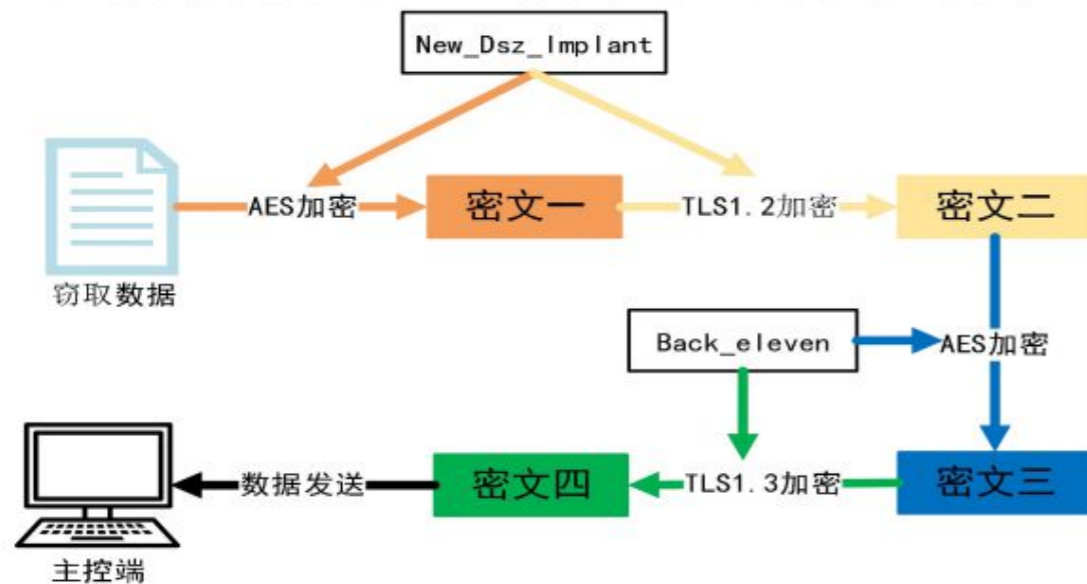 New_Dsz_Implant
AES加密
密文一
TLS1.2加密
密文二
窃取数据
Back_eleven
AES加密
主控端
数据发送
密文四
TLS1.3加密
密文三